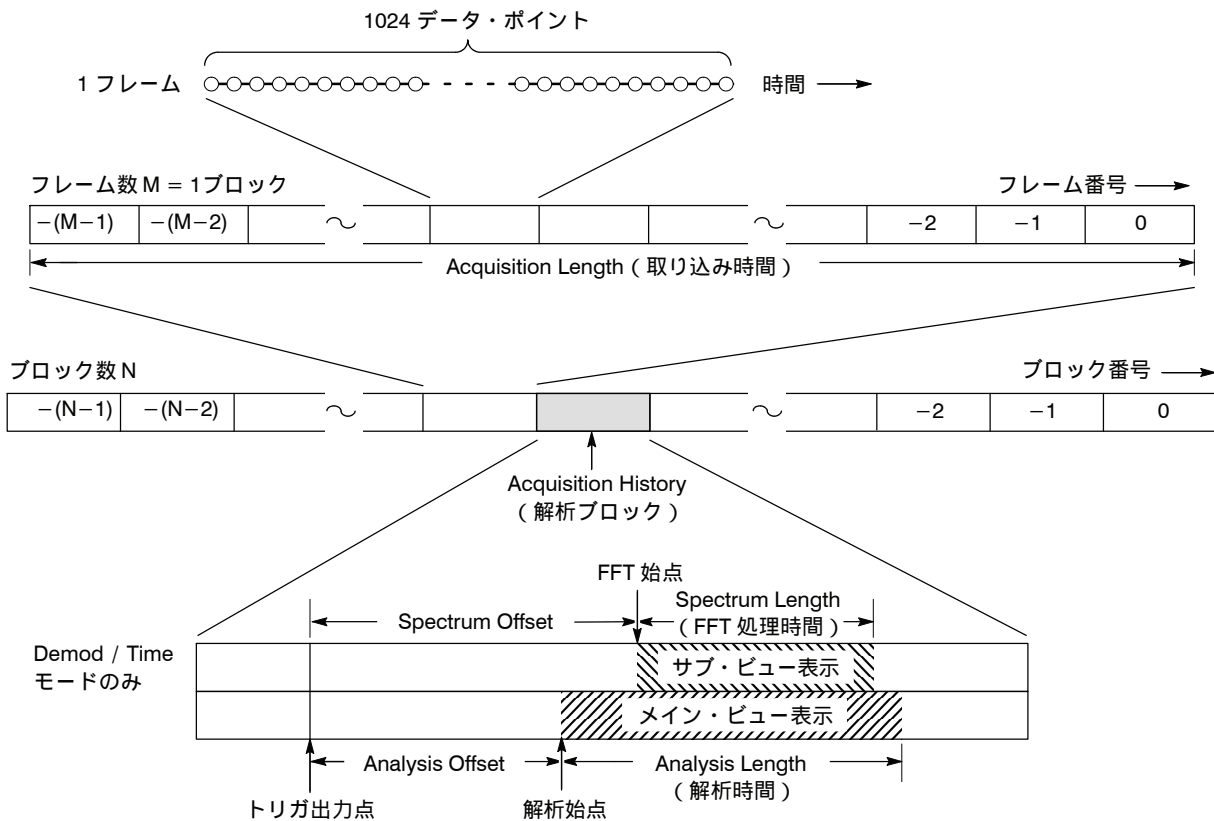 1024 データ・ポイント
1 フレーム
時間
フレーム数 M = 1ブロック
フレーム番号
−(M−1) −(M−2) −2 −1 0
Acquisition Length ( 取り込み時間 )
ブロック数 N
ブロック番号
−(N−1) −(N−2) −2 −1 0
Acquisition History
( 解析ブロック )
FFT 始点
Spectrum Offset
Spectrum Length
( FFT 処理時間 )
Demod / Time
モードのみ
サブ・ビュー表示
メイン・ビュー表示
Analysis Offset
Analysis Length
( 解析時間 )
トリガ出力点
解析始点